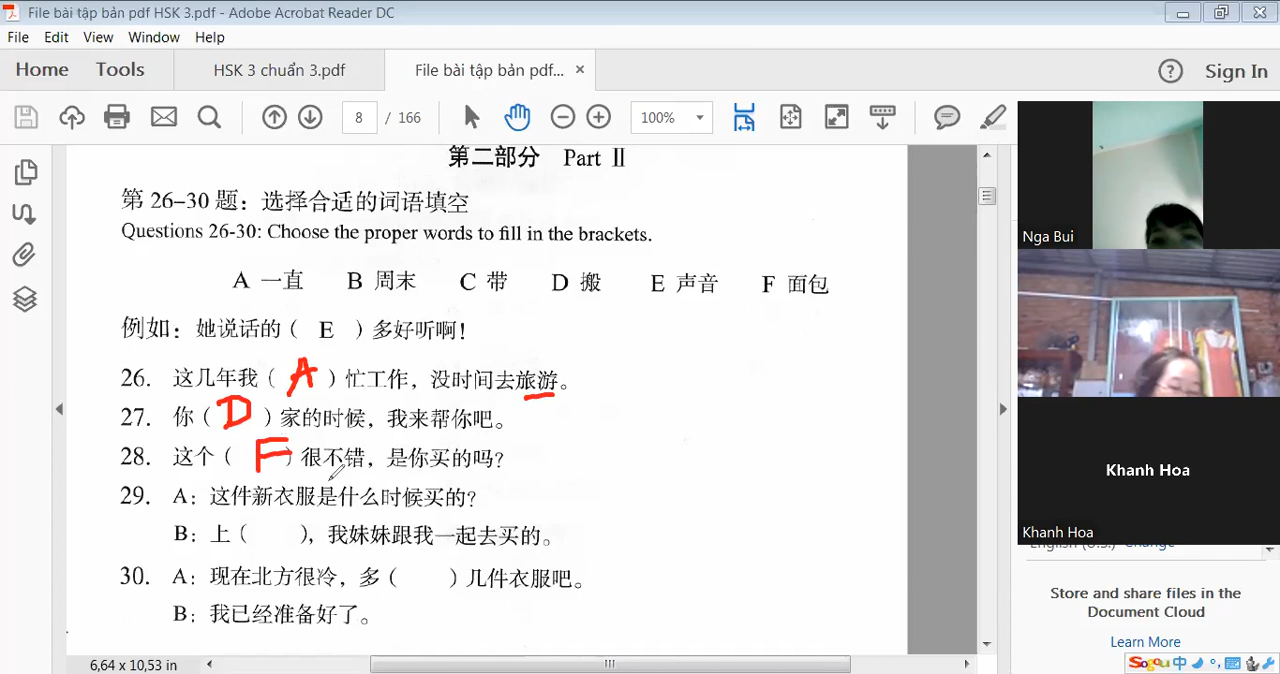 File bài tập bản pdf HSK 3.pdf - Adobe Acrobat Reader DC
File Edit View Window Help
Home Tools HSK 3 chuẩn 3.pdf File bài tập bản pdf... × Sign In
8 / 166 100%
第二部分 Part Ⅱ
第 26-30 题：选择合适的词语填空
Questions 26-30: Choose the proper words to fill in the brackets.
A 一直 B 周末 C 带 D 搬 E 声音 F 面包
例如：她说话的（ E ）多好听啊！
26. 这几年我（ A ）忙工作，没时间去旅游。
27. 你（ D ）家的时候，我来帮你吧。
28. 这个（ F ）很不错，是你买的吗？
29. A：这件新衣服是什么时候买的？
B：上（ ），我妹妹跟我一起去买的。
30. A：现在北方很冷，多（ ）几件衣服吧。
B：我已经准备好了。
6,64 x 10,53 in
Nga Bui
Khanh Hoa
Khanh Hoa
English (U.S.) Change
Store and share files in the
Document Cloud
Learn More
Sogou 中